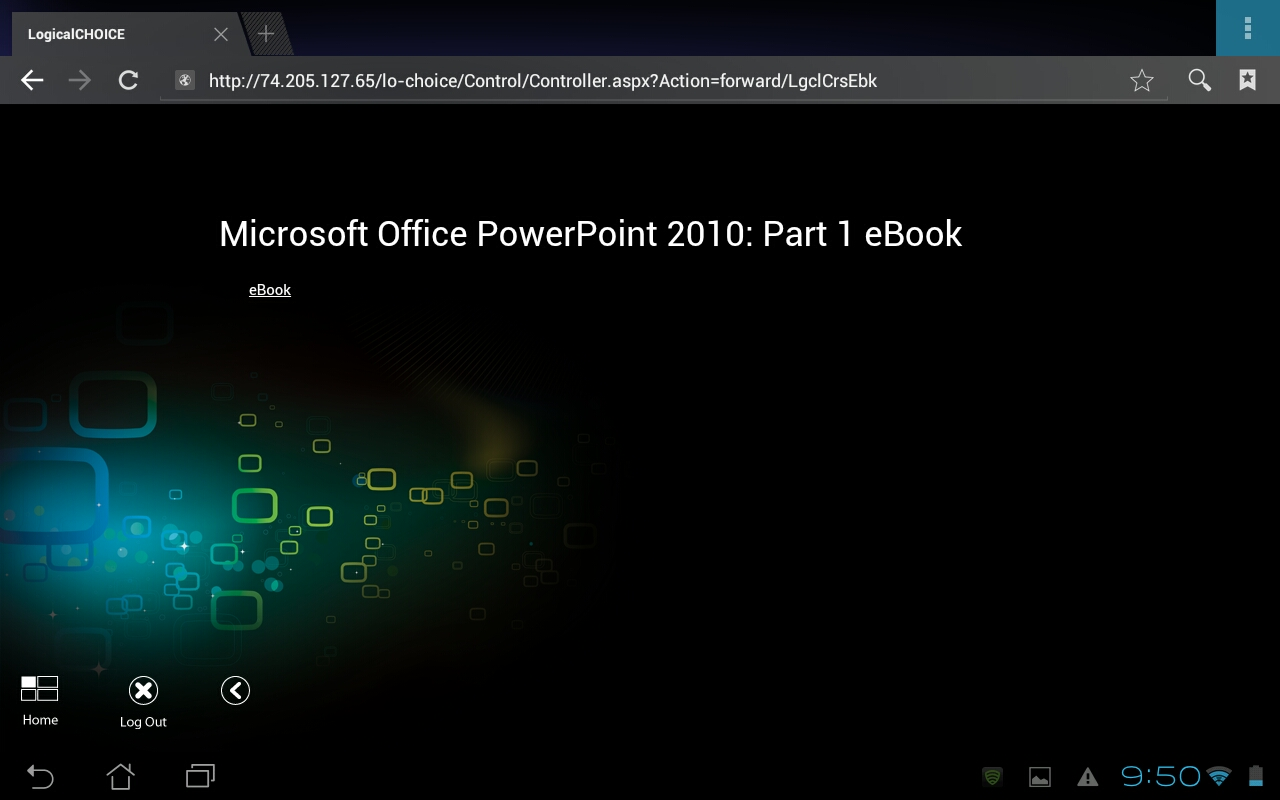 LogicalCHOICE
http://74.205.127.65/lo-choice/Control/Controller.aspx?Action=forward/LgclCrsEbk
Microsoft Office PowerPoint 2010: Part 1 eBook
eBook
Home
Log Out
9:50